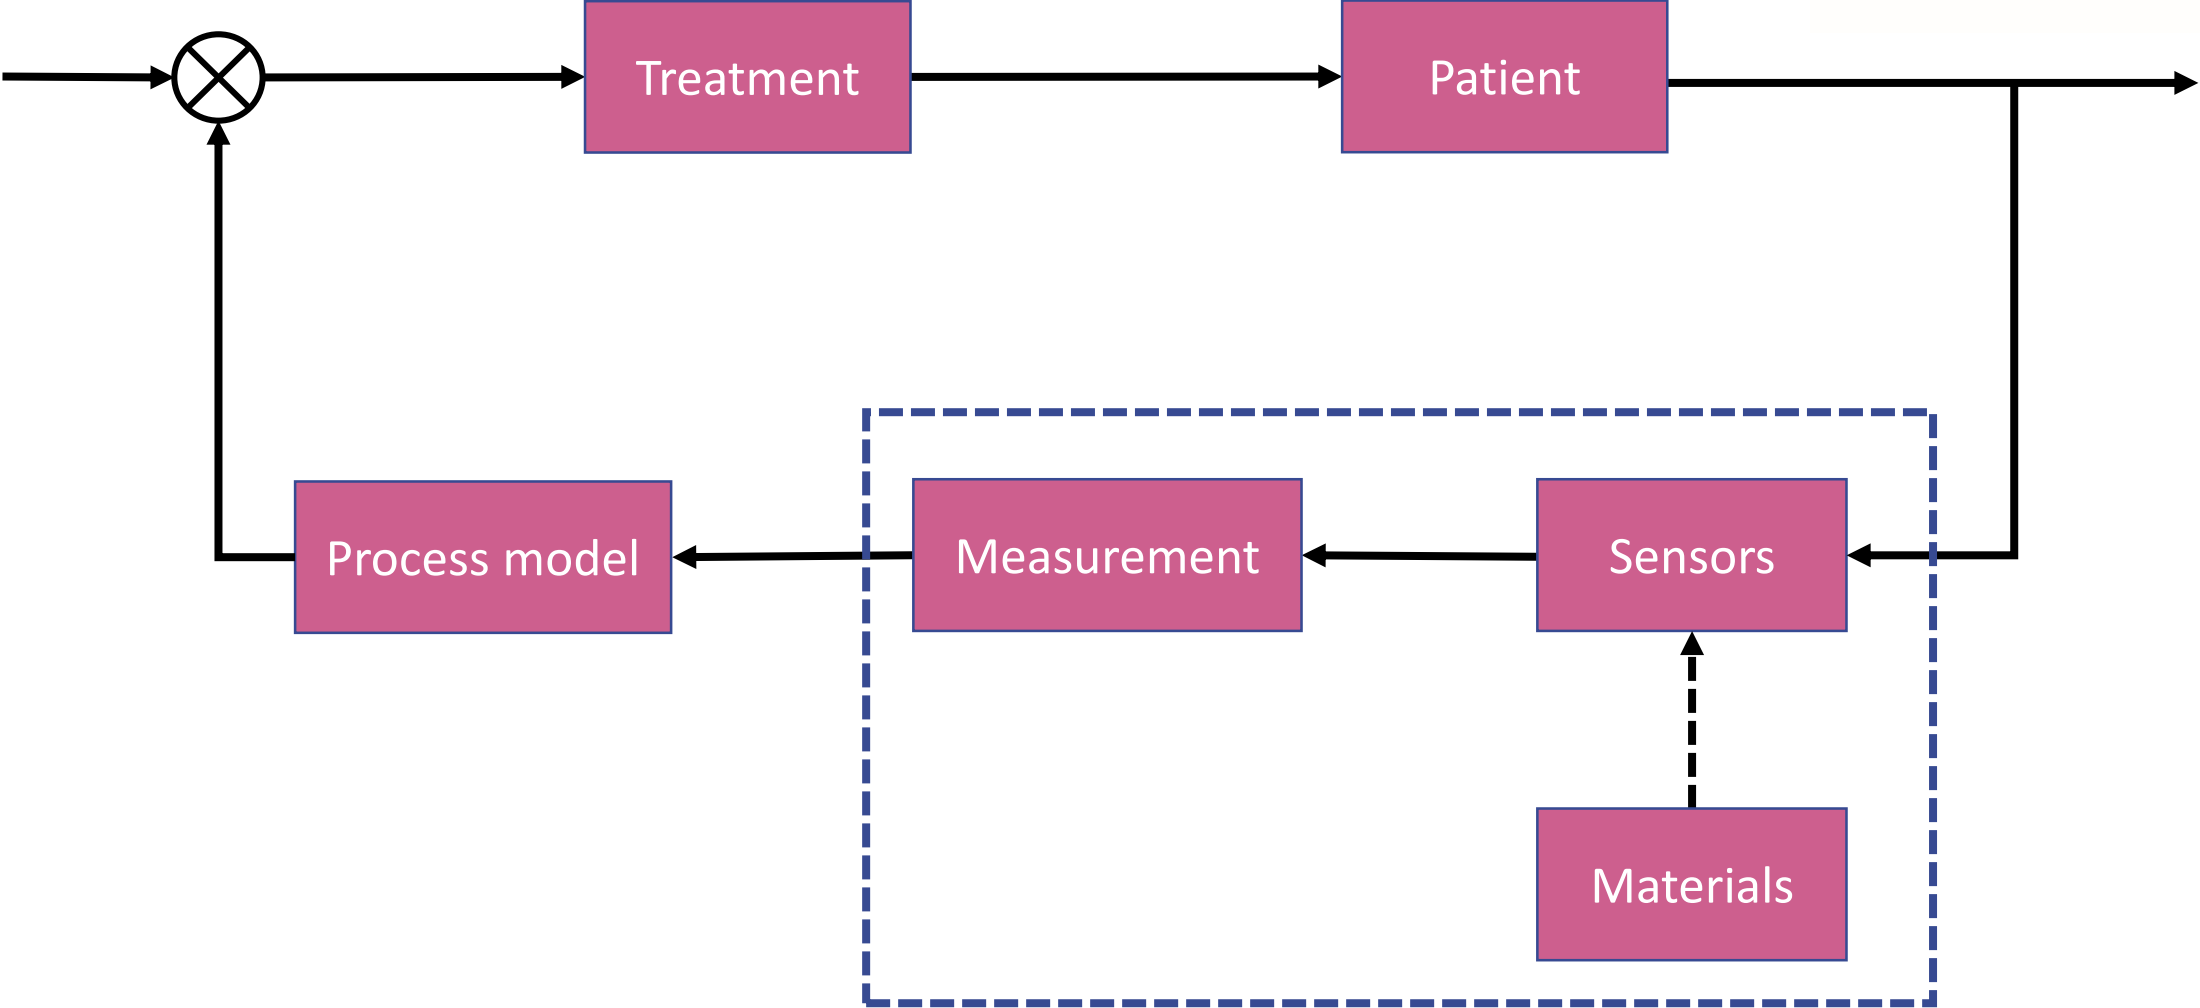 Treatment
Patient
Process model
Measurement
Sensors
Materials